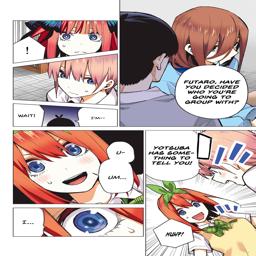 !
FUTARO, HAVE
YOU DECIDED
WHO YOU'RE
GOING TO
GROUP WITH?
WAIT!
I'M--
YOTSUBA
HAS SOME-
THING TO
TELL YOU!
U-
UM...
HUH?!
I...